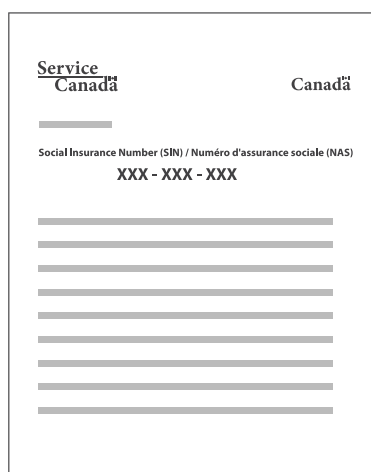 Service
Canada
Canada
Social Insurance Number (SIN) / Numéro d'assurance sociale (NAS)
XXX - XXX - XXX